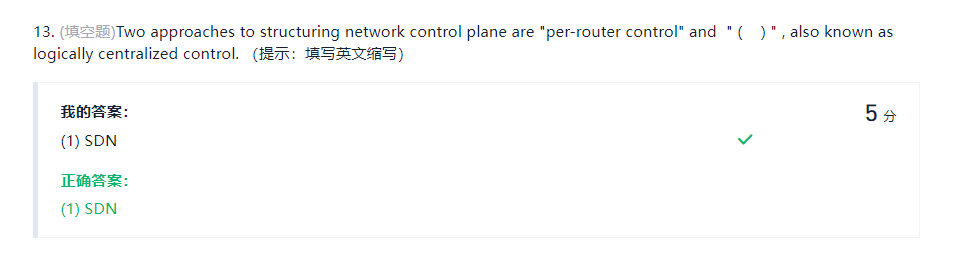 13. (填空题)Two approaches to structuring network control plane are "per-router control" and " ( ) " , also known as
logically centralized control. （提示：填写英文缩写）
我的答案：
5 分
(1) SDN
正确答案：
(1) SDN